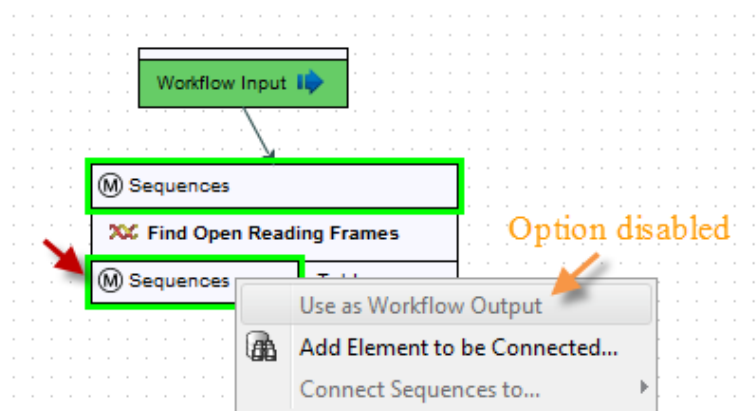 Workflow Input
M Sequences
Find Open Reading Frames
Option disabled
M Sequences
Use as Workflow Output
Add Element to be Connected...
Connect Sequences to...